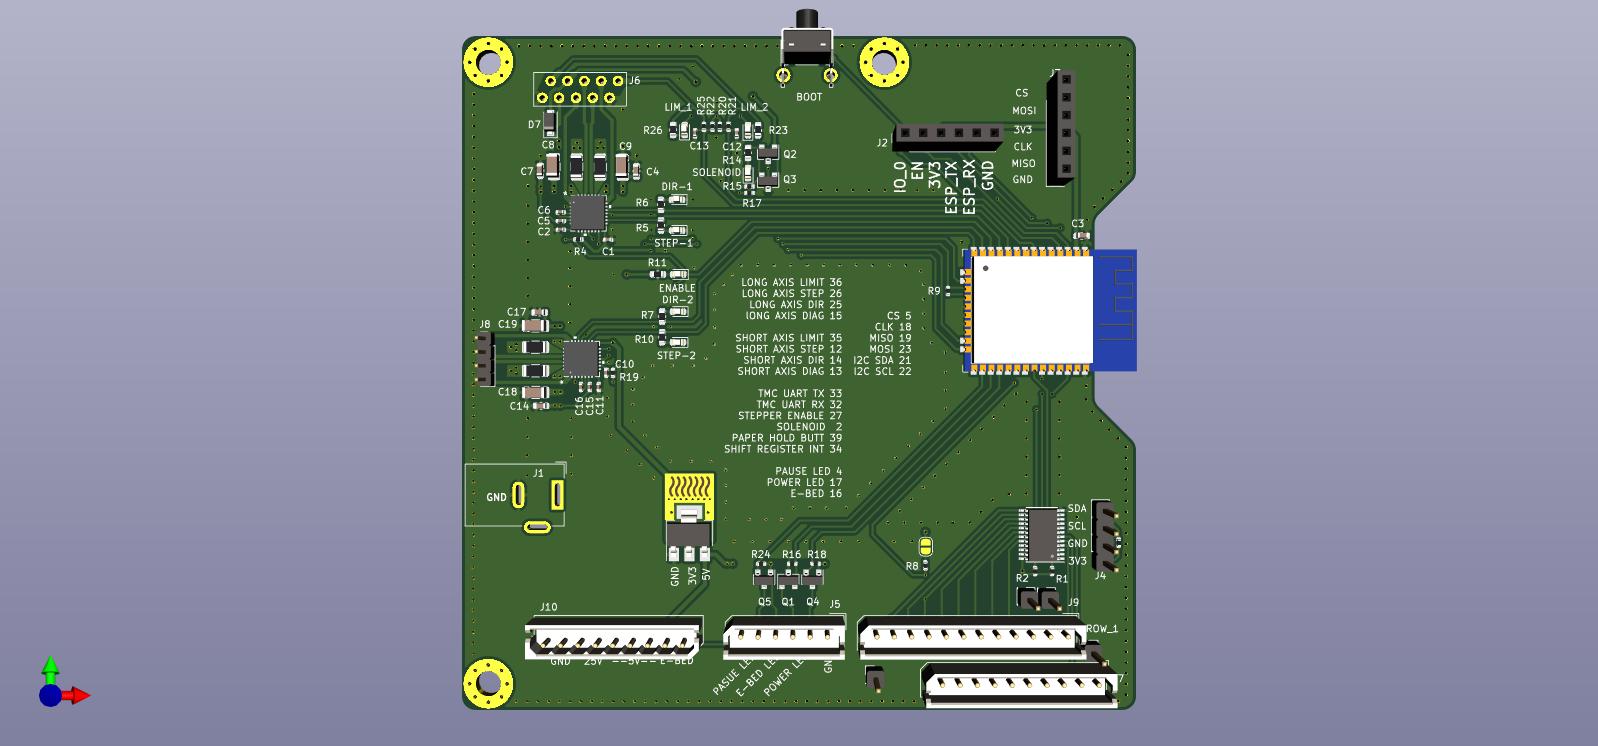 J6
BOOT
LIM_1
R25
R22
R20
R21
LIM_2
D7
R26
R23
C13
C12
C8
C9
R14
Q2
C7
C4
SOLENOID
Q3
R15
R17
DIR-1
R6
C6
C5
C2
R5
STEP-1
R4
C1
J2
IO_0
EN
3V3
ESP_TX
ESP_RX
GND
CS
MOSI
3V3
CLK
MISO
GND
C3
R11
ENABLE
DIR-2
R7
R10
STEP-2
R9
C17
C19
J8
C10
R19
C18
C14
C16
C15
C11
LONG AXIS LIMIT 36
LONG AXIS STEP 26
LONG AXIS DIR 25
lONG AXIS DIAG 15
SHORT AXIS LIMIT 35
SHORT AXIS STEP 12
SHORT AXIS DIR 14
SHORT AXIS DIAG 13
CS 5
CLK 18
MISO 19
MOSI 23
I2C SDA 21
I2C SCL 22
TMC UART TX 33
TMC UART RX 32
STEPPER ENABLE 27
SOLENOID 2
PAPER HOLD BUTT 39
SHIFT REGISTER INT 34
PAUSE LED 4
POWER LED 17
E-BED 16
J1
GND
GND
3V3
5V
R24
R16
R18
Q5
Q1
Q4
R8
SDA
SCL
GND
3V3
J4
R2
R1
J9
J10
J5
ROW_1
GND
25V
--5V--
E-BED
PASUE
E-BED
POWER